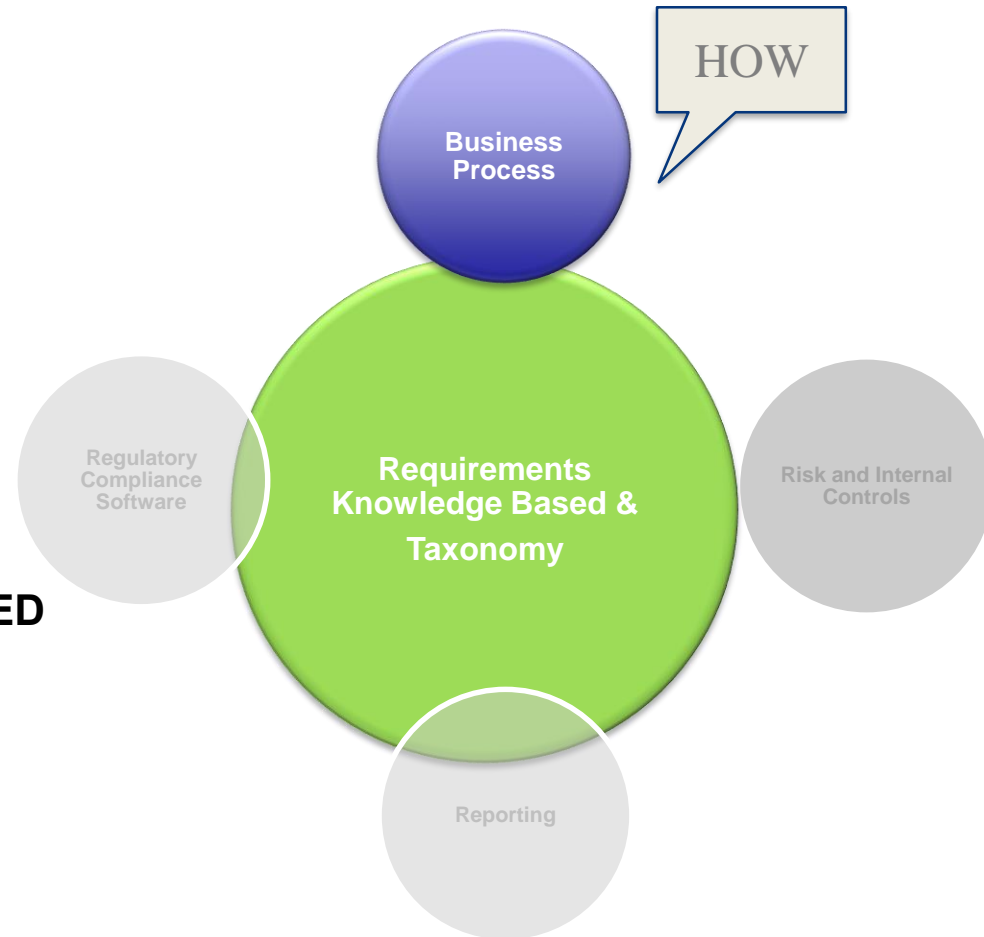 HOW
Business
Process
Regulatory
Compliance
Software
Requirements
Knowledge Based &
Taxonomy
Risk and Internal
Controls
ED
Reporting